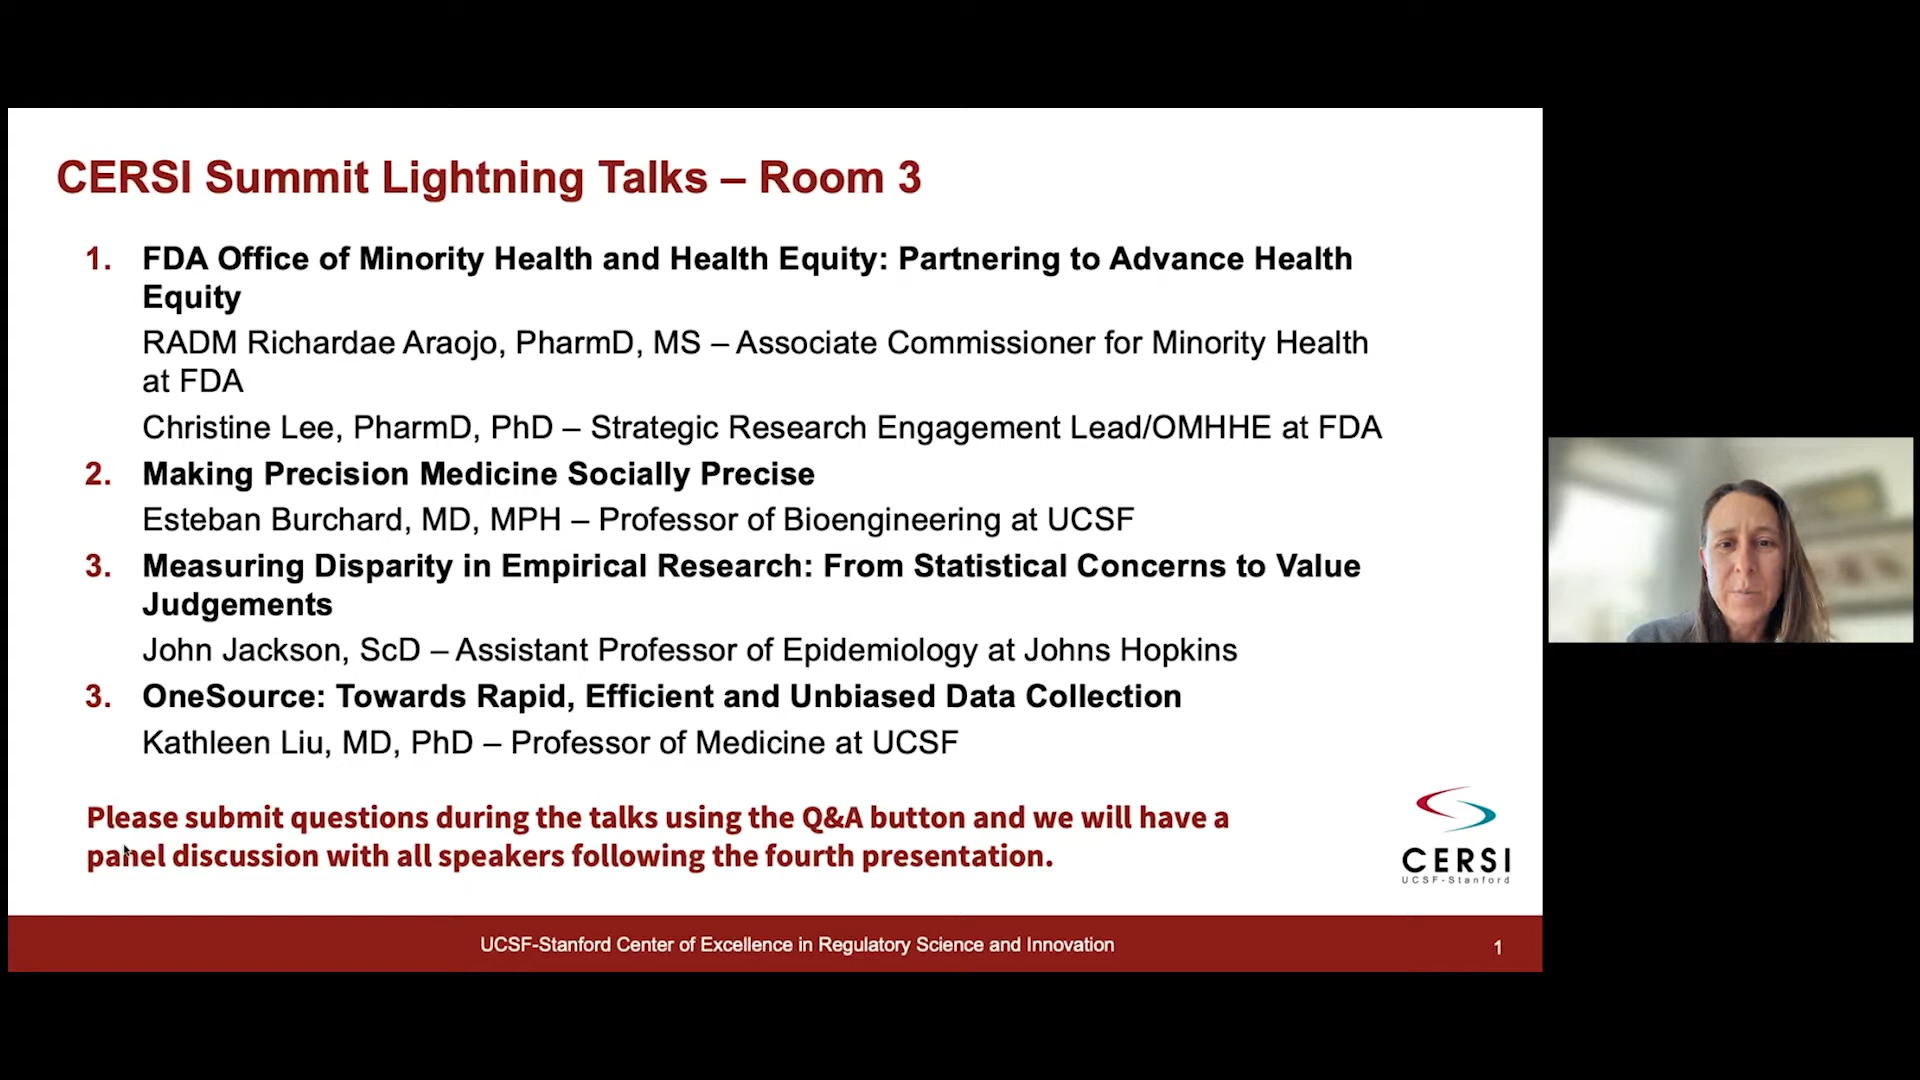 CERSI Summit Lightning Talks – Room 3
1. FDA Office of Minority Health and Health Equity: Partnering to Advance Health
Equity
RADM Richardae Araojo, PharmD, MS – Associate Commissioner for Minority Health
at FDA
Christine Lee, PharmD, PhD – Strategic Research Engagement Lead/OMHHE at FDA
2. Making Precision Medicine Socially Precise
Esteban Burchard, MD, MPH – Professor of Bioengineering at UCSF
3. Measuring Disparity in Empirical Research: From Statistical Concerns to Value
Judgements
John Jackson, ScD – Assistant Professor of Epidemiology at Johns Hopkins
3. OneSource: Towards Rapid, Efficient and Unbiased Data Collection
Kathleen Liu, MD, PhD – Professor of Medicine at UCSF
Please submit questions during the talks using the Q&A button and we will have a
panel discussion with all speakers following the fourth presentation.
CERSI
UCSF-Stanford
UCSF-Stanford Center of Excellence in Regulatory Science and Innovation
1